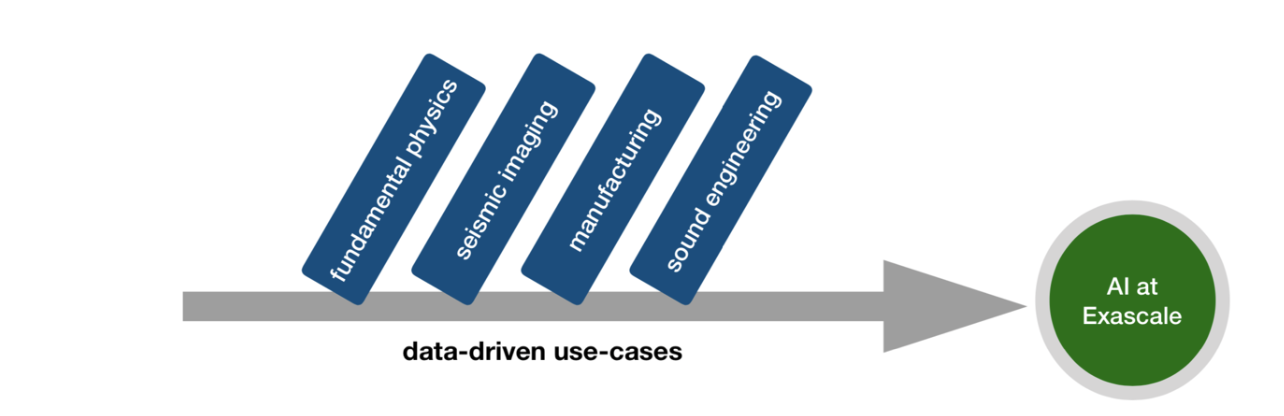 fundamental physics
seismic imaging
manufacturing
sound engineering
data-driven use-cases
AI at
Exascale